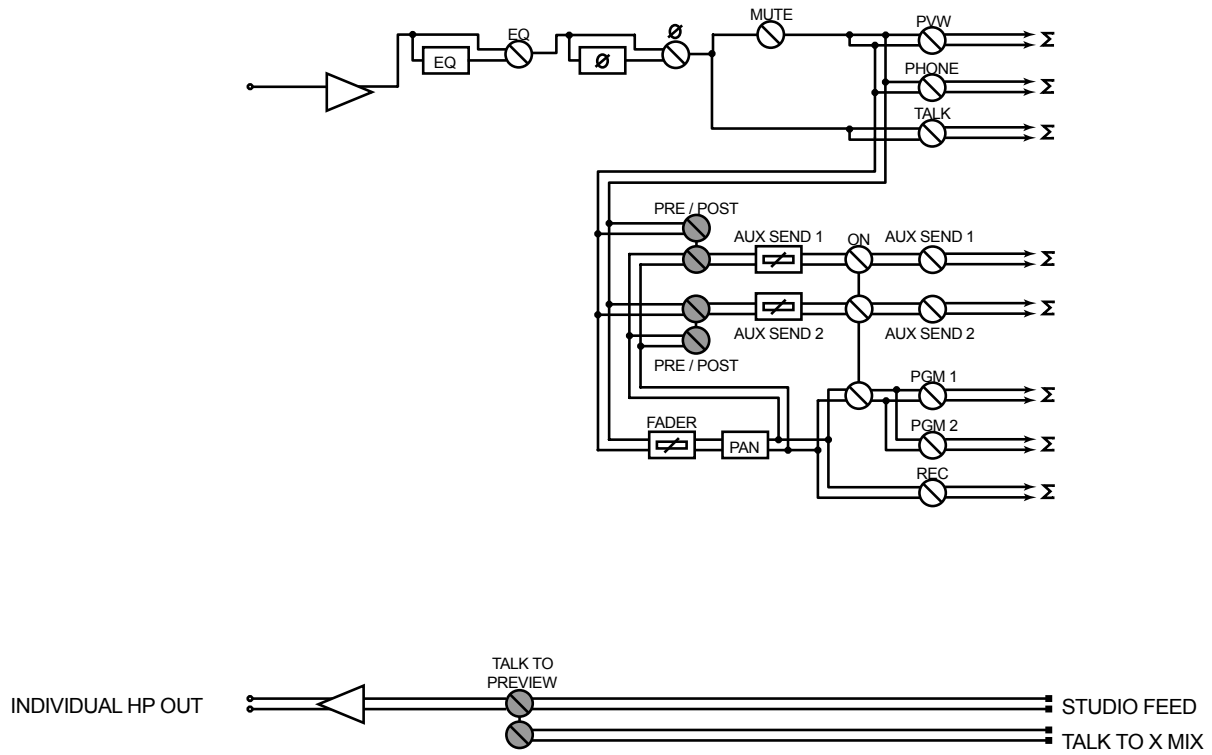 MUTE
PVW
Σ
EQ
Ø
EQ
Ø
PHONE
Σ
TALK
Σ
PRE / POST
AUX SEND 1
ON
AUX SEND 1
Σ
Σ
AUX SEND 2
AUX SEND 2
PRE / POST
PGM 1
Σ
FADER
PGM 2
PAN
Σ
REC
Σ
TALK TO
PREVIEW
INDIVIDUAL HP OUT
STUDIO FEED
TALK TO X MIX